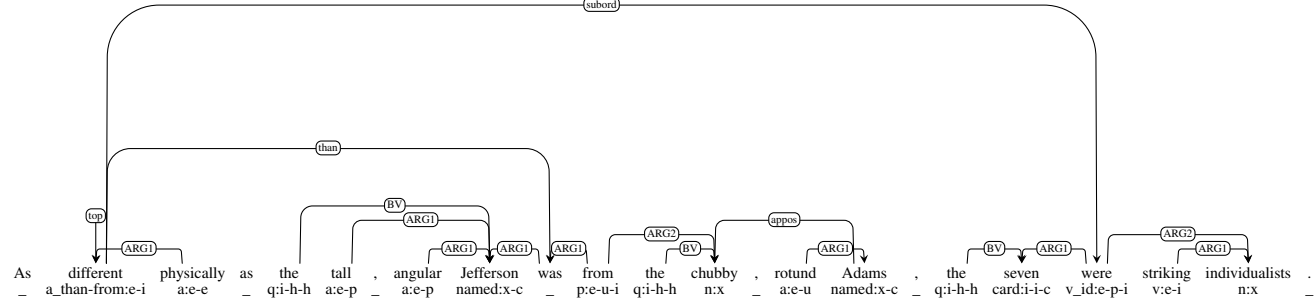 subord
than
BV
top
ARG1
appos
ARG2
ARG2
ARG1
ARG1
ARG1
ARG1
BV
ARG1
BV
ARG1
ARG1
As different physically as the tall , angular Jefferson was from the chubby , rotund Adams , the seven were striking individualists .
_ a_than-from:e-i a:e-e _ q:i-h-h a:e-p _ a:e-p named:x-c _ p:e-u-i q:i-h-h n:x _ a:e-u named:x-c _ q:i-h-h card:i-i-c v_id:e-p-i v:e-i n:x _